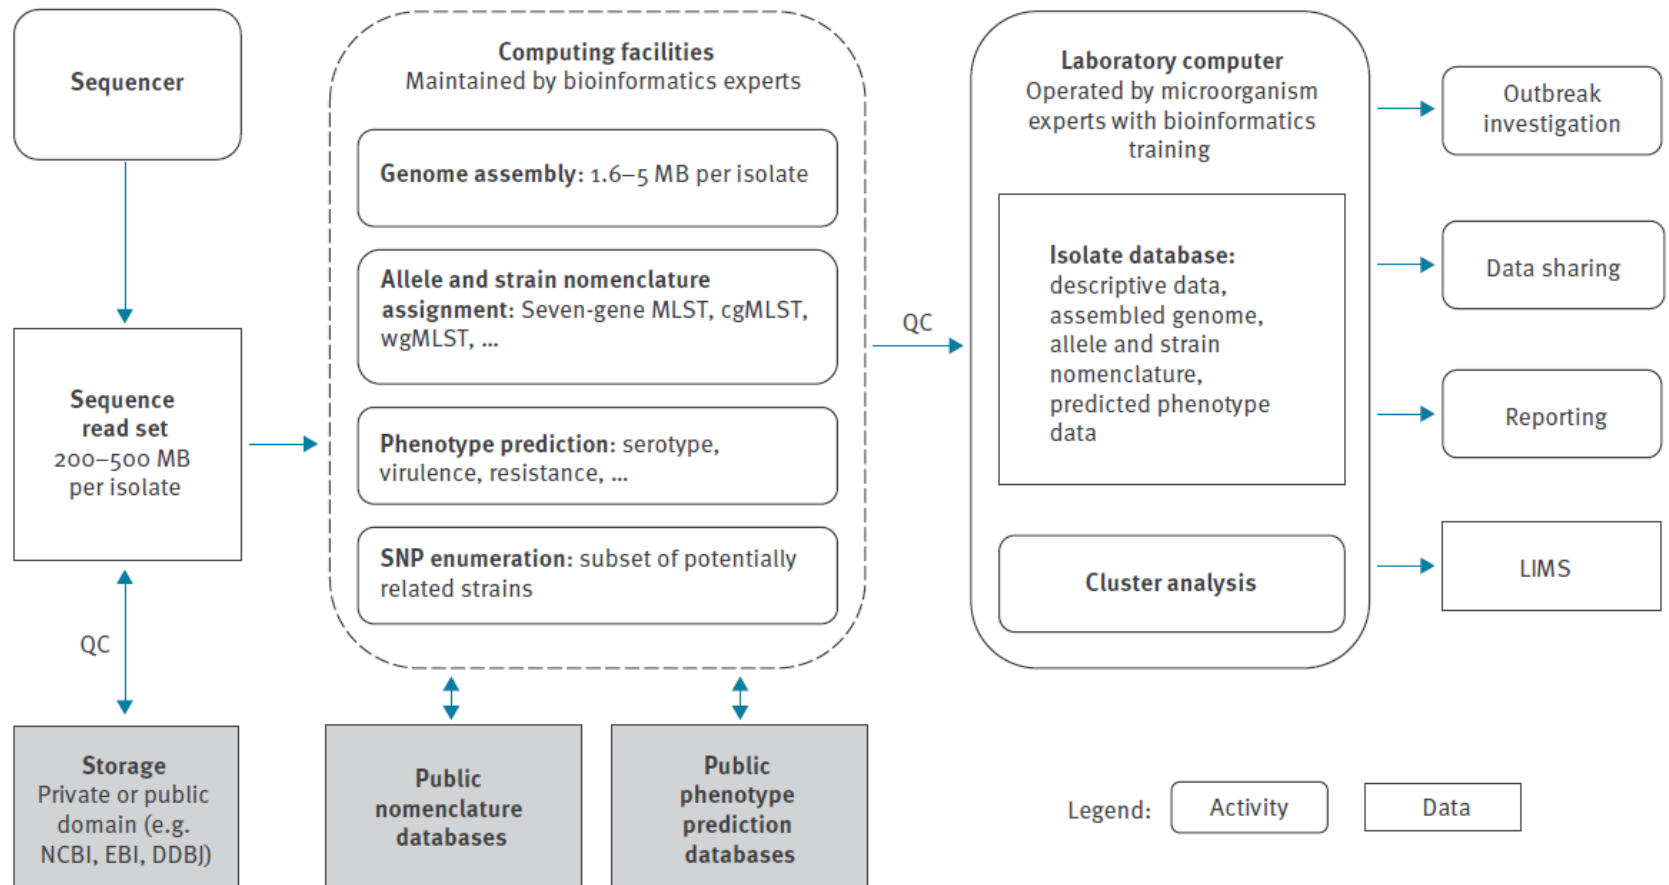 Sequencer
Sequence
read set
200–500 MB
per isolate
QC
Storage
Private or public
domain (e.g.
NCBI, EBI, DDBJ)
Computing facilities
Maintained by bioinformatics experts
Genome assembly: 1.6–5 MB per isolate
Allele and strain nomenclature
assignment: Seven-gene MLST, cgMLST,
wgMLST, ...
Phenotype prediction: serotype,
virulence, resistance, ...
SNP enumeration: subset of potentially
related strains
Public
nomenclature
databases
Public
phenotype
prediction
databases
QC
Laboratory computer
Operated by microorganism
experts with bioinformatics
training
Isolate database:
descriptive data,
assembled genome,
allele and strain
nomenclature,
predicted phenotype
data
Cluster analysis
Outbreak
investigation
Data sharing
Reporting
LIMS
Legend:
Activity
Data